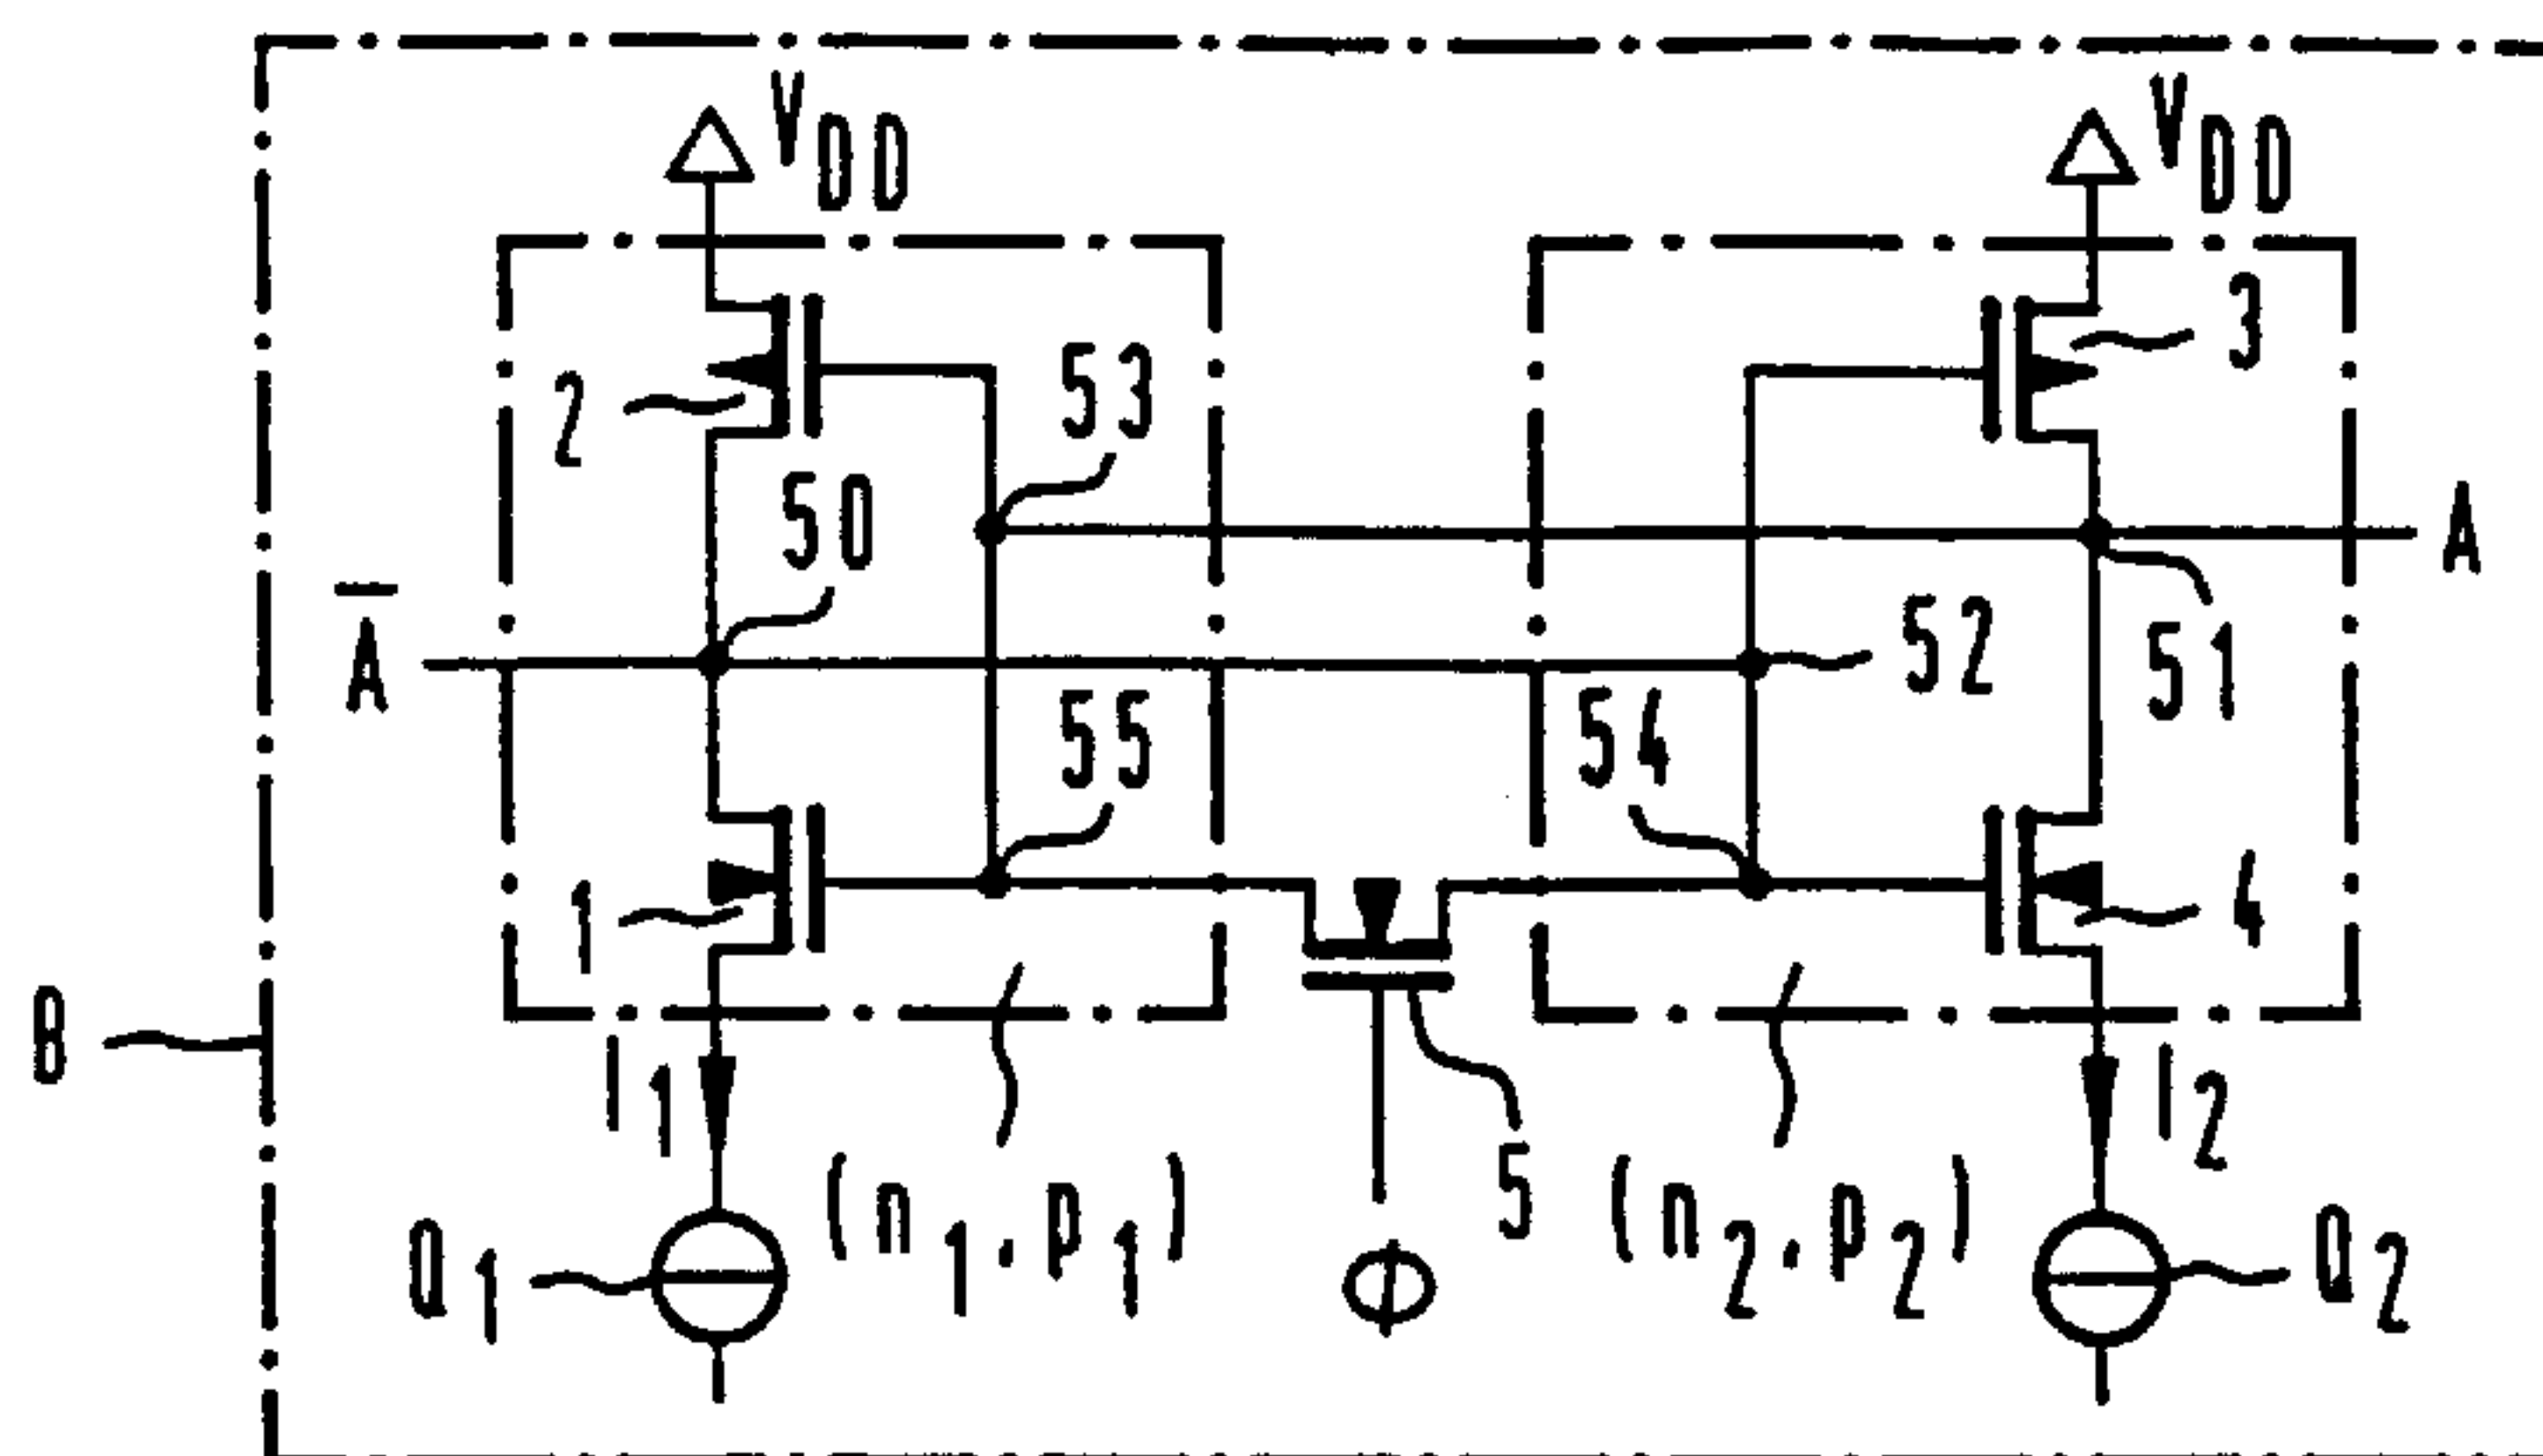 V_DD
V_DD
3
53
2
50
A
A̅
52
51
55
54
1
4
B
I_1
I_2
5
(n_1, p_1)
(n_2, p_2)
Q_1
Φ
Q_2